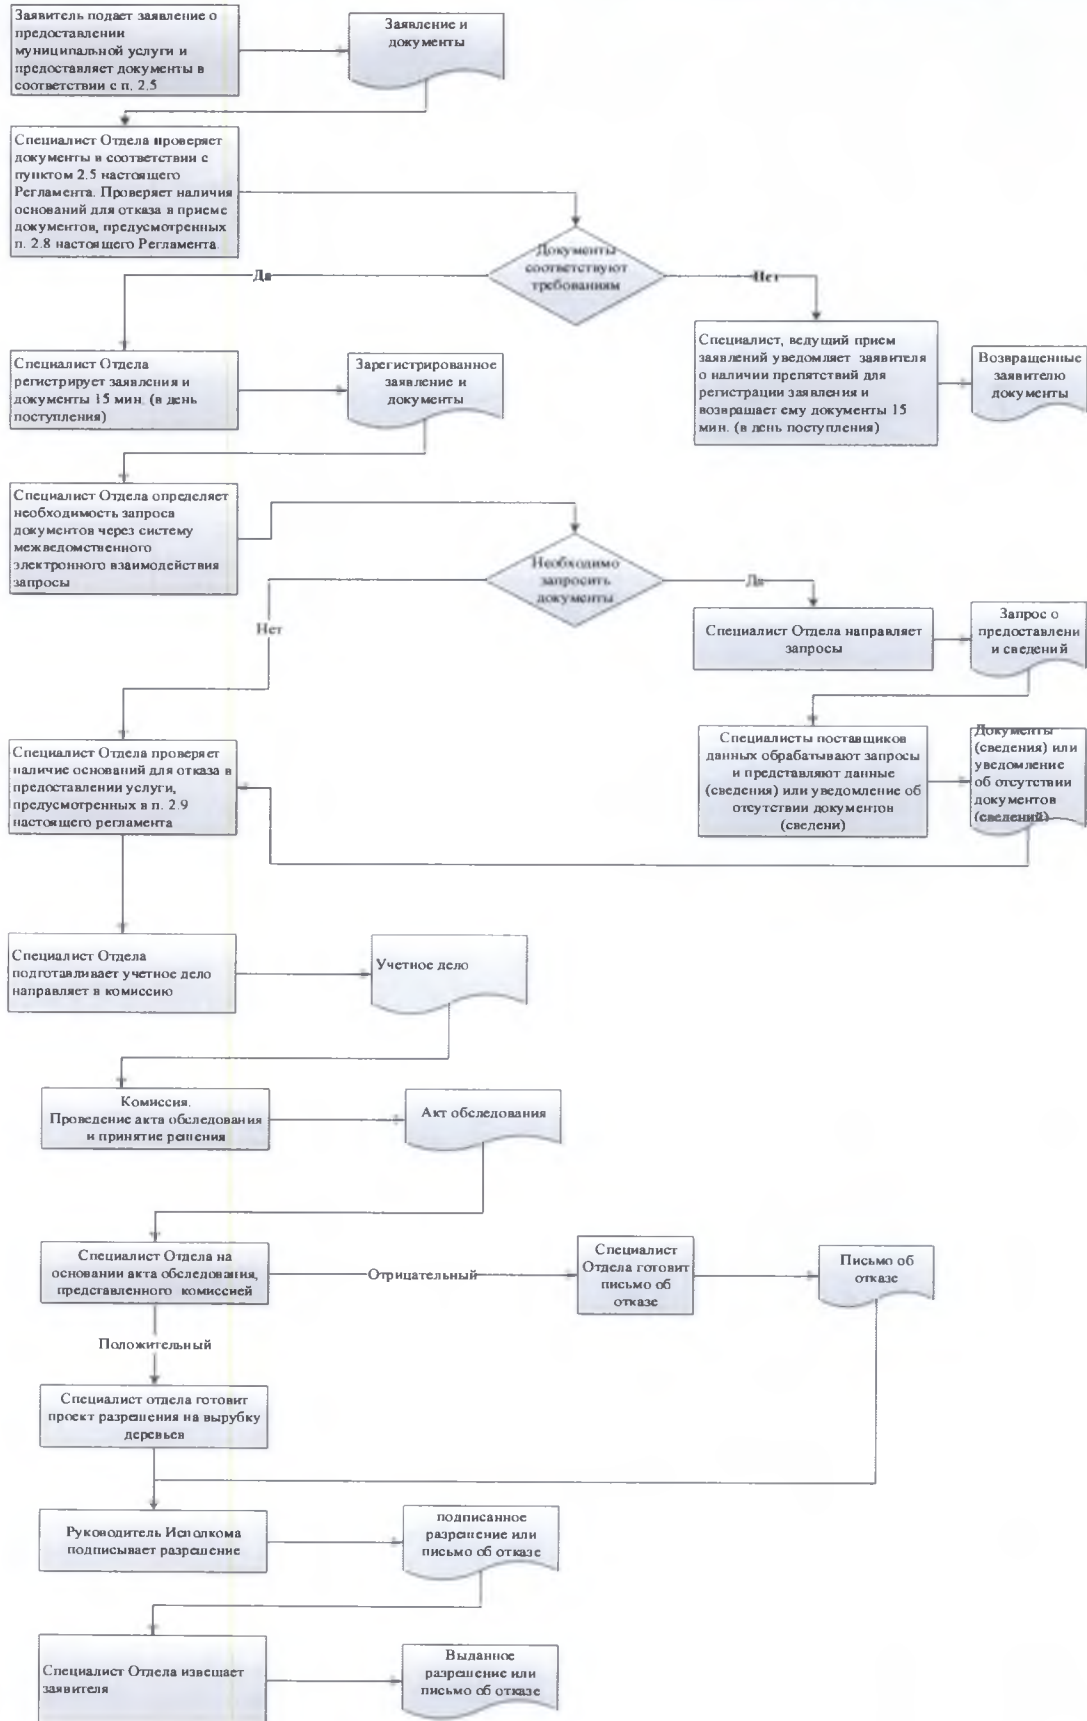 Заявитель подает заявление о
предоставлении
муниципальной услуги и
предоставляет документы в
соответствии с п. 2.5
Заявление и
документы
Специалист Отдела проверяет
документы в соответствии с
пунктом 2.5 настоящего
Регламента. Проверяет наличия
оснований для отказа в приеме
документов, предусмотренных
п. 2.8 настоящего Регламента.
Документы
соответствуют
требованиям
Да
Нет
Специалист Отдела
регистрирует заявления и
документы 15 мин. (в день
поступления)
Зарегистрированное
заявление и
документы
Специалист, ведущий прием
заявлений уведомляет заявителя
о наличии препятствий для
регистрации заявления и
возвращает ему документы 15
мин. (в день поступления)
Возвращенные
заявителю
документы
Специалист Отдела определяет
необходимость запроса
документов через систему
межведомственного
электронного взаимодействия
запросы
Необходимо
запросить
документы
Да
Нет
Специалист Отдела направляет
запросы
Запрос о
предоставлени
и сведений
Специалист Отдела проверяет
наличие оснований для отказа в
предоставлении услуги,
предусмотренных в п. 2.9
настоящего регламента
Специалисты поставщиков
данных обрабатывают запросы
и представляют данные
(сведения) или уведомление об
отсутствии документов
(сведени)
Документы
(сведения) или
уведомление
об отсутствии
документов
(сведений)
Специалист Отдела
подготавливает учетное дело
направляет в комиссию
Учетное дело
Комиссия.
Проведение акта обследования
и принятие решения
Акт обследования
Специалист Отдела на
основании акта обследования,
представленного комиссией
Отрицательный
Специалист
Отдела готовит
письмо об
отказе
Письмо об
отказе
Положительный
Специалист отдела готовит
проект разрешения на вырубку
деревьев
Руководитель Исполкома
подписывает разрешение
подписанное
разрешение или
письмо об отказе
Специалист Отдела извещает
заявителя
Выданное
разрешение или
письмо об отказе